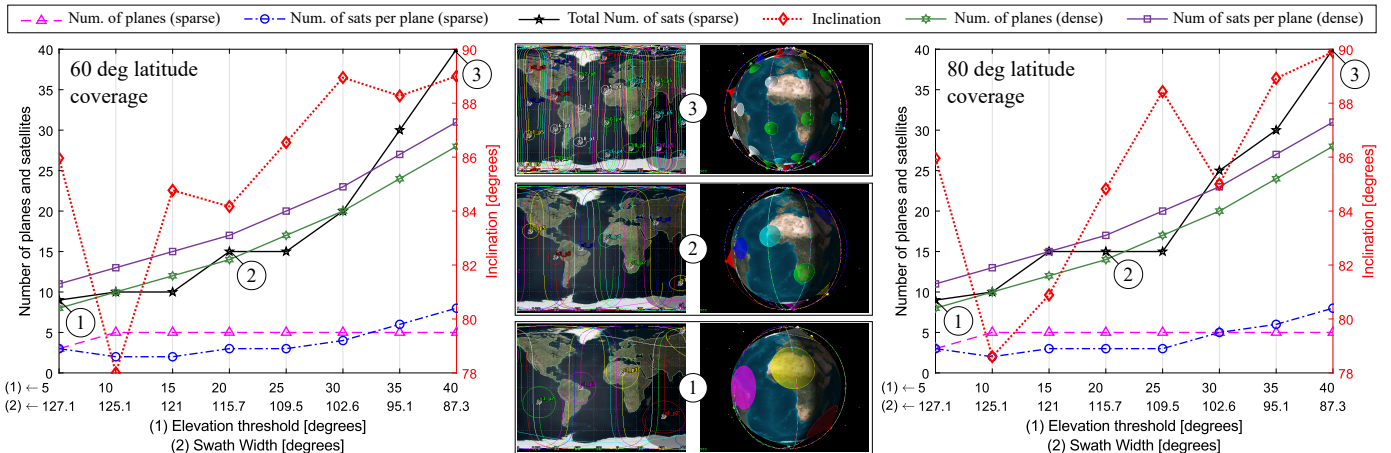 Num. of planes (sparse) Num. of sats per plane (sparse) Total Num. of sats (sparse) Inclination Num. of planes (dense) Num of sats per plane (dense)
60 deg latitude
coverage
Number of planes and satellites
40
35
30
25
20
15
10
5
0
90
88
86
84
82
80
78
Inclination [degrees]
1
2
3
(1) ← 5 10 15 20 25 30 35 40
(2) ← 127.1 125.1 121 115.7 109.5 102.6 95.1 87.3
(1) Elevation threshold [degrees]
(2) Swath Width [degrees]
3
2
1
80 deg latitude
coverage
Number of planes and satellites
40
35
30
25
20
15
10
5
0
90
88
86
84
82
80
78
Inclination [degrees]
1
2
3
(1) ← 5 10 15 20 25 30 35 40
(2) ← 127.1 125.1 121 115.7 109.5 102.6 95.1 87.3
(1) Elevation threshold [degrees]
(2) Swath Width [degrees]